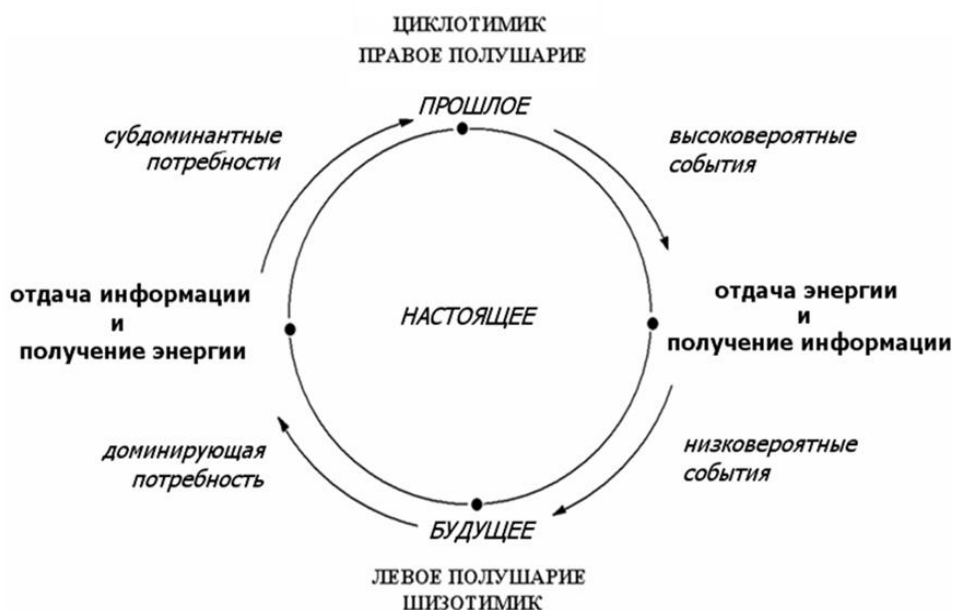 ЦИКЛОТИМИК
ПРАВОЕ ПОЛУШАРИЕ
ПРОШЛОЕ
субдоминантные
потребности
высоковероятные
события
отдача информации
и
получение энергии
НАСТОЯЩЕЕ
отдача энергии
и
получение информации
доминирующая
потребность
низковероятные
события
БУДУЩЕЕ
ЛЕВОЕ ПОЛУШАРИЕ
ШИЗОТИМИК